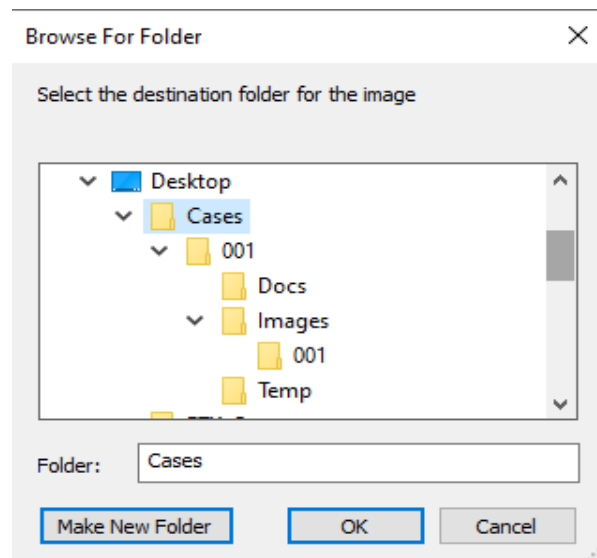 Browse For Folder
Select the destination folder for the image
Desktop
Cases
001
Docs
Images
001
Temp
Folder: Cases
Make New Folder OK Cancel